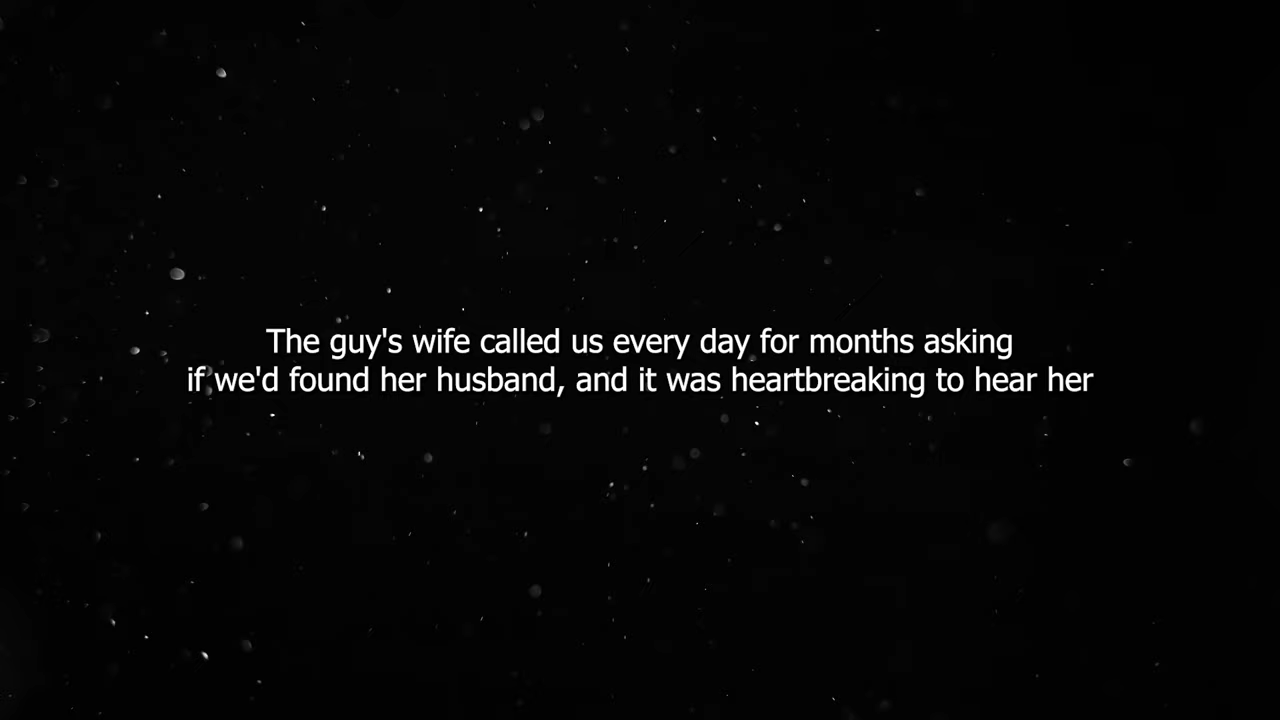 The guy's wife called us every day for months asking
if we'd found her husband, and it was heartbreaking to hear her